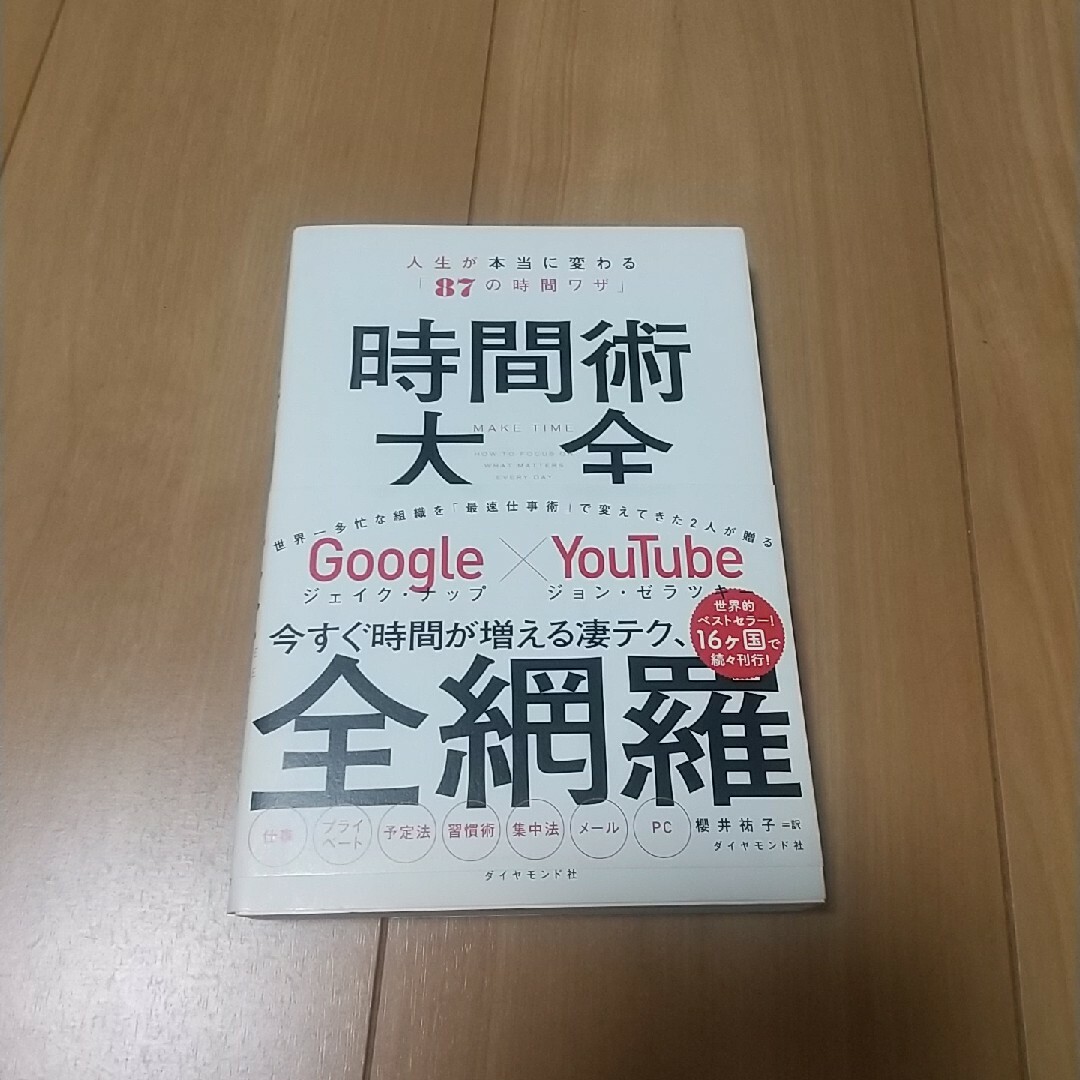 人生が本当に変わる
「87の時間ワザ」
時間術
大全
MAKE TIME
HOW TO FOCUS ON
WHAT MATTERS
EVERY DAY
世界一多忙な組織を「最速仕事術」で変えてきた2人が贈る
Google×YouTube
ジェイク・ナップ ジョン・ゼラツキー
今すぐ時間が増える凄テク、
全網羅
世界的
ベストセラー!
16ヶ国で
続々刊行!
仕事
プライ
ベート
予定法
習慣術
集中法
メール
PC
櫻井祐子=訳
ダイヤモンド社
ダイヤモンド社